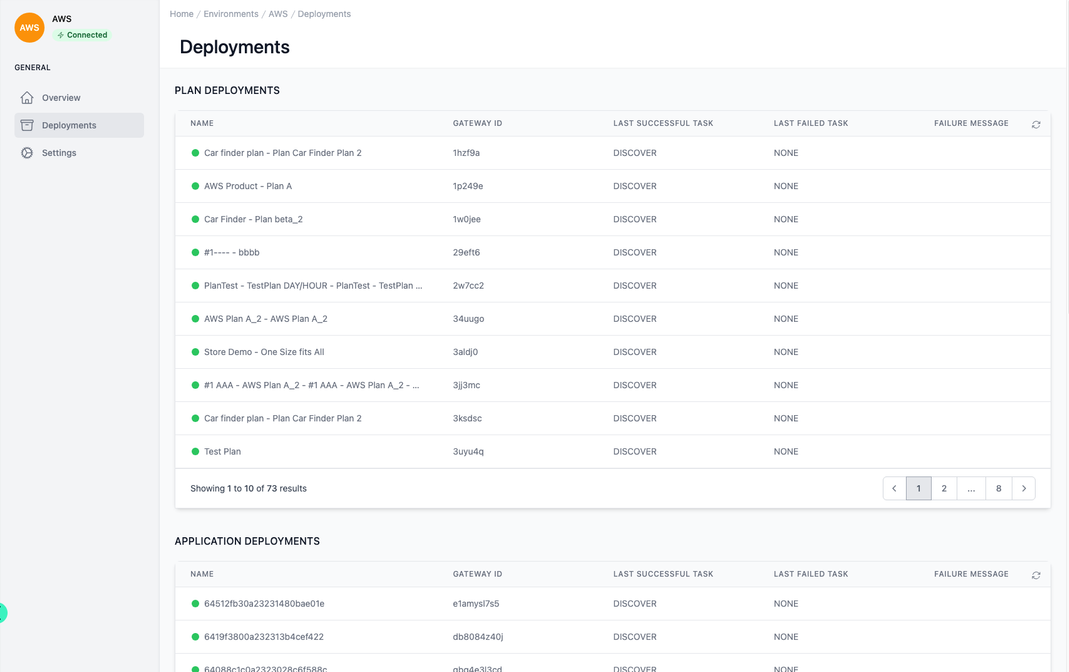 AWS
AWS
Connected
GENERAL
Overview
Deployments
Settings
Home / Environments / AWS / Deployments
Deployments
PLAN DEPLOYMENTS
NAME GATEWAY ID LAST SUCCESSFUL TASK LAST FAILED TASK FAILURE MESSAGE
Car finder plan - Plan Car Finder Plan 2 1hzf9a DISCOVER NONE
AWS Product - Plan A 1p249e DISCOVER NONE
Car Finder - Plan beta_2 1w0jee DISCOVER NONE
#1---- - bbbb 29eft6 DISCOVER NONE
PlanTest - TestPlan DAY/HOUR - PlanTest - TestPlan ... 2w7cc2 DISCOVER NONE
AWS Plan A_2 - AWS Plan A_2 34uugo DISCOVER NONE
Store Demo - One Size fits All 3aldj0 DISCOVER NONE
#1 AAA - AWS Plan A_2 - #1 AAA - AWS Plan A_2 - ... 3jj3mc DISCOVER NONE
Car finder plan - Plan Car Finder Plan 2 3ksdsc DISCOVER NONE
Test Plan 3uyu4q DISCOVER NONE
Showing 1 to 10 of 73 results
1 2 ... 8
APPLICATION DEPLOYMENTS
NAME GATEWAY ID LAST SUCCESSFUL TASK LAST FAILED TASK FAILURE MESSAGE
64512fb30a23231480bae01e e1amysl7s5 DISCOVER NONE
6419f3800a232313b4cef422 db8084z40j DISCOVER NONE
64088c1c0a2323028c6f588c DISCOVER NONE